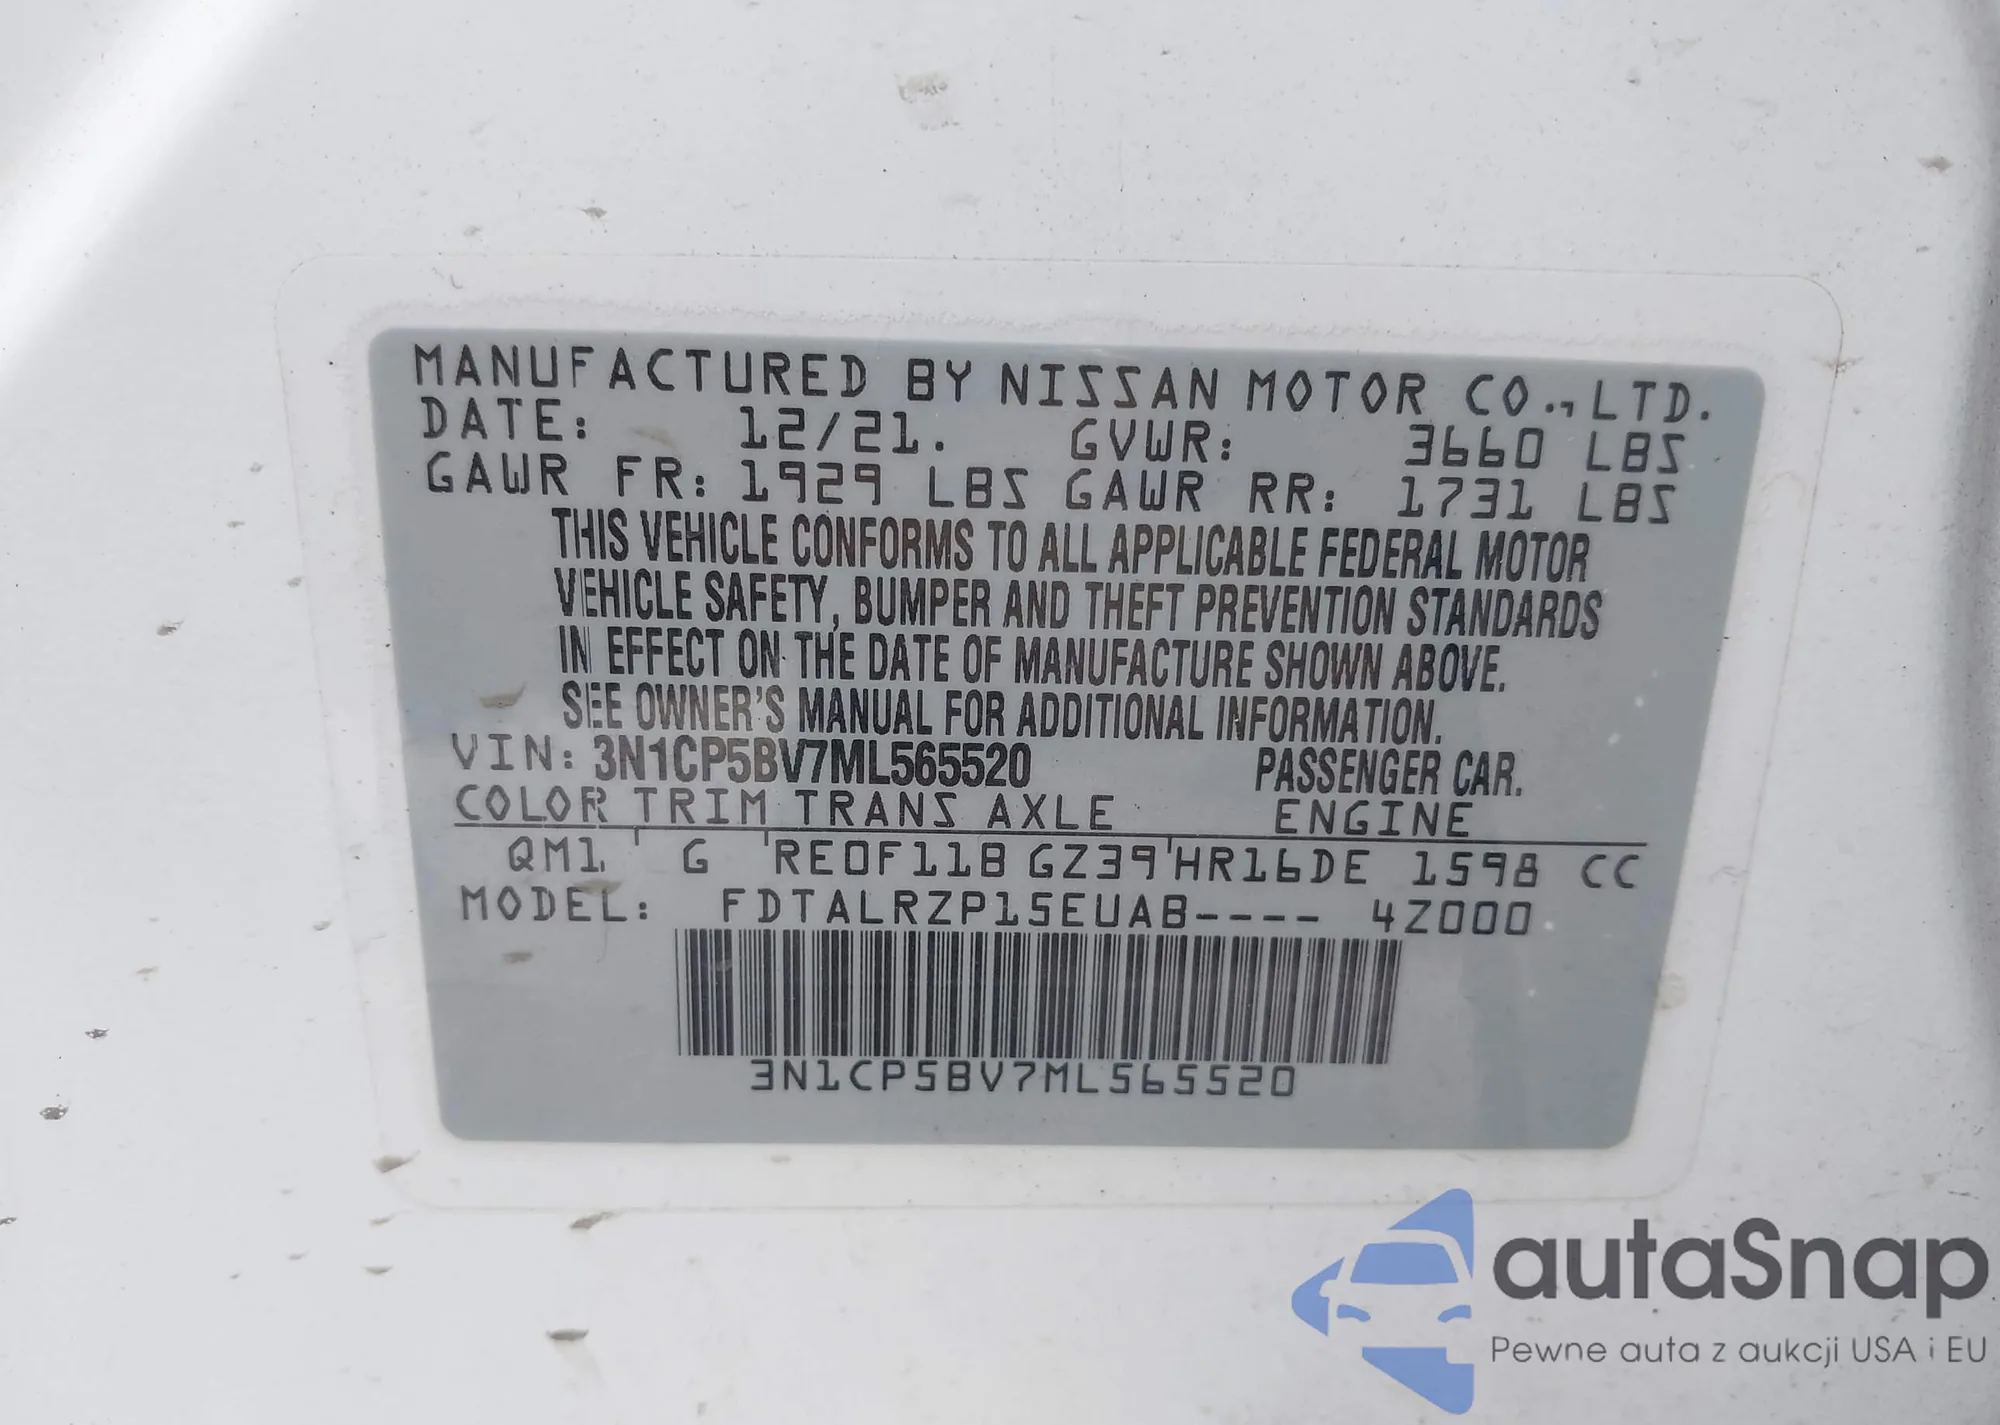 MANUFACTURED BY NISSAN MOTOR CO., LTD.
DATE: 12/21. GVWR: 3660 LBS
GAWR FR: 1929 LBS GAWR RR: 1731 LBS
THIS VEHICLE CONFORMS TO ALL APPLICABLE FEDERAL MOTOR
VEHICLE SAFETY, BUMPER AND THEFT PREVENTION STANDARDS
IN EFFECT ON THE DATE OF MANUFACTURE SHOWN ABOVE.
SEE OWNER'S MANUAL FOR ADDITIONAL INFORMATION.
VIN: 3N1CP5BV7ML565520 PASSENGER CAR.
COLOR TRIM TRANS AXLE ENGINE
QM1 G RE0F11B GZ39 HR16DE 1598 CC
MODEL: FDTALRZP15EUAB---- 4Z000
3N1CP5BV7ML565520
autaSnap
Pewne auta z aukcji USA i EU